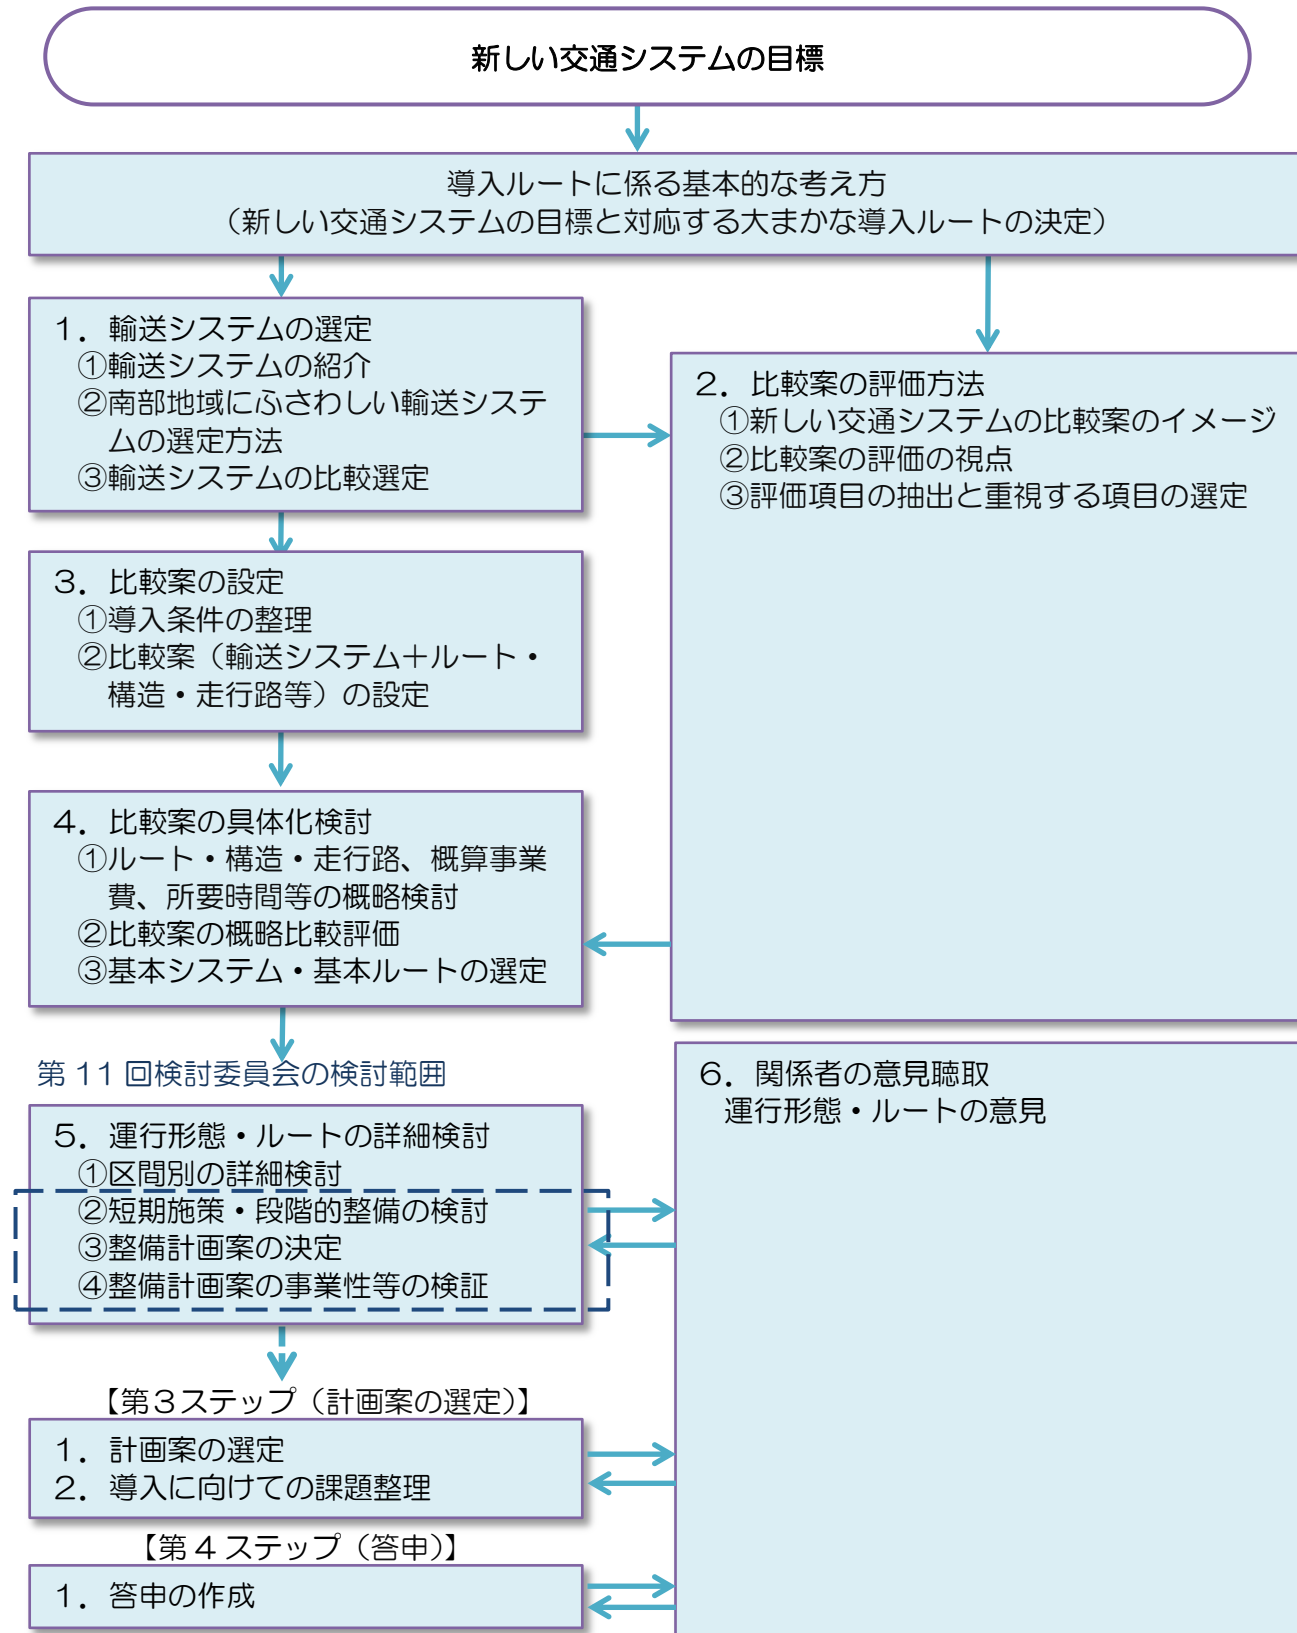 新しい交通システムの目標
導入ルートに係る基本的な考え方
（新しい交通システムの目標と対応する大まかな導入ルートの決定）
１．輸送システムの選定
①輸送システムの紹介
②南部地域にふさわしい輸送システ
ムの選定方法
③輸送システムの比較選定
２．比較案の評価方法
①新しい交通システムの比較案のイメージ
②比較案の評価の視点
③評価項目の抽出と重視する項目の選定
３．比較案の設定
①導入条件の整理
②比較案（輸送システム＋ルート・
構造・走行路等）の設定
４．比較案の具体化検討
①ルート・構造・走行路、概算事業
費、所要時間等の概略検討
②比較案の概略比較評価
③基本システム・基本ルートの選定
第 11 回検討委員会の検討範囲
５．運行形態・ルートの詳細検討
①区間別の詳細検討
②短期施策・段階的整備の検討
③整備計画案の決定
④整備計画案の事業性等の検証
６．関係者の意見聴取
運行形態・ルートの意見
【第３ステップ（計画案の選定）】
１．計画案の選定
２．導入に向けての課題整理
【第 4 ステップ（答申）】
１．答申の作成